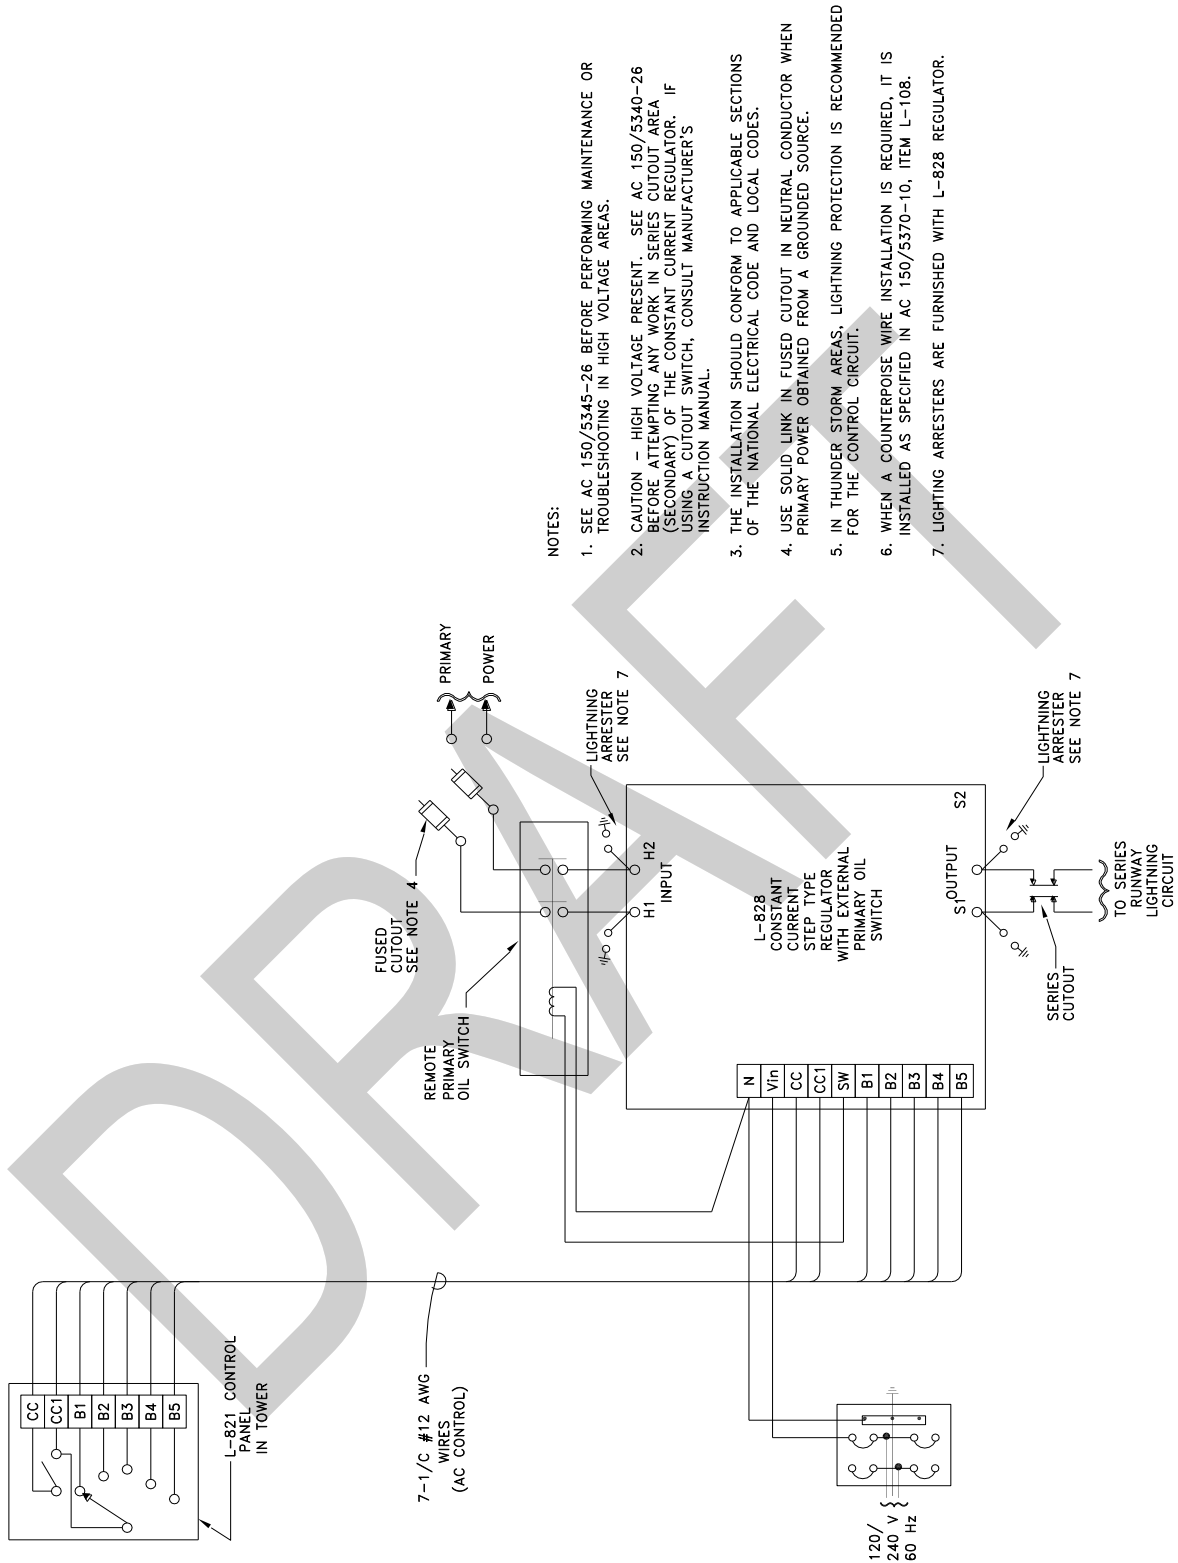 NOTES:
1. SEE AC 150/5345-26 BEFORE PERFORMING MAINTENANCE OR
TROUBLESHOOTING IN HIGH VOLTAGE AREAS.
2. CAUTION - HIGH VOLTAGE PRESENT. SEE AC 150/5340-26
BEFORE ATTEMPTING ANY WORK IN SERIES CUTOUT AREA
(SECONDARY) OF THE CONSTANT CURRENT REGULATOR. IF
USING A CUTOUT SWITCH, CONSULT MANUFACTURER'S
INSTRUCTION MANUAL.
3. THE INSTALLATION SHOULD CONFORM TO APPLICABLE SECTIONS
OF THE NATIONAL ELECTRICAL CODE AND LOCAL CODES.
4. USE SOLID LINK IN FUSED CUTOUT IN NEUTRAL CONDUCTOR WHEN
PRIMARY POWER OBTAINED FROM A GROUNDED SOURCE.
5. IN THUNDER STORM AREAS, LIGHTNING PROTECTION IS RECOMMENDED
FOR THE CONTROL CIRCUIT.
6. WHEN A COUNTERPOISE WIRE INSTALLATION IS REQUIRED, IT IS
INSTALLED AS SPECIFIED IN AC 150/5370-10, ITEM L-108.
7. LIGHTING ARRESTERS ARE FURNISHED WITH L-828 REGULATOR.
PRIMARY
POWER
FUSED
CUTOUT
SEE NOTE 4
REMOTE
PRIMARY
OIL SWITCH
LIGHTNING
ARRESTER
SEE NOTE 7
H1
H2
INPUT
L-828
CONSTANT
CURRENT
STEP TYPE
REGULATOR
WITH EXTERNAL
PRIMARY OIL
SWITCH
S1
OUTPUT
S2
LIGHTNING
ARRESTER
SEE NOTE 7
SERIES
CUTOUT
TO SERIES
RUNWAY
LIGHTNING
CIRCUIT
N
Vin
CC
CC1
SW
B1
B2
B3
B4
B5
CC
CC1
B1
B2
B3
B4
B5
L-821 CONTROL
PANEL
IN TOWER
7-1/C #12 AWG
WIRES
(AC CONTROL)
120/
240 V
60 Hz
DRAFT